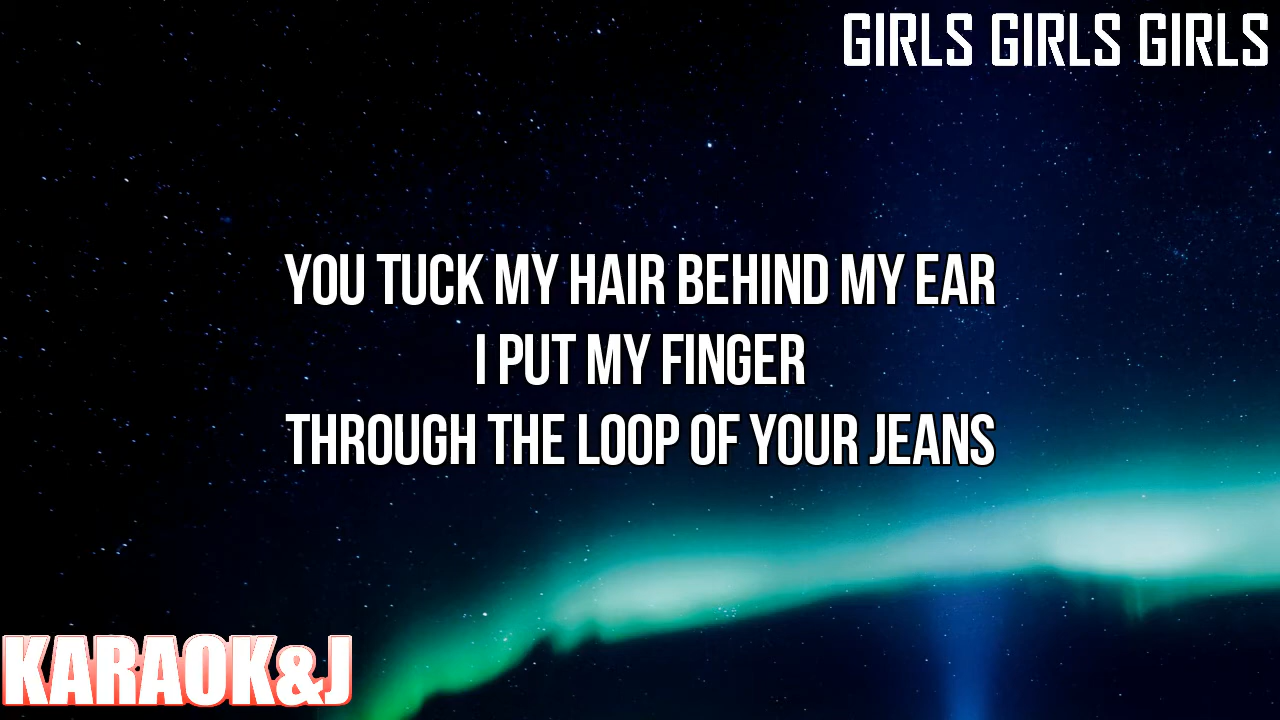 GIRLS GIRLS GIRLS
YOU TUCK MY HAIR BEHIND MY EAR
I PUT MY FINGER
THROUGH THE LOOP OF YOUR JEANS
KARAOK&J